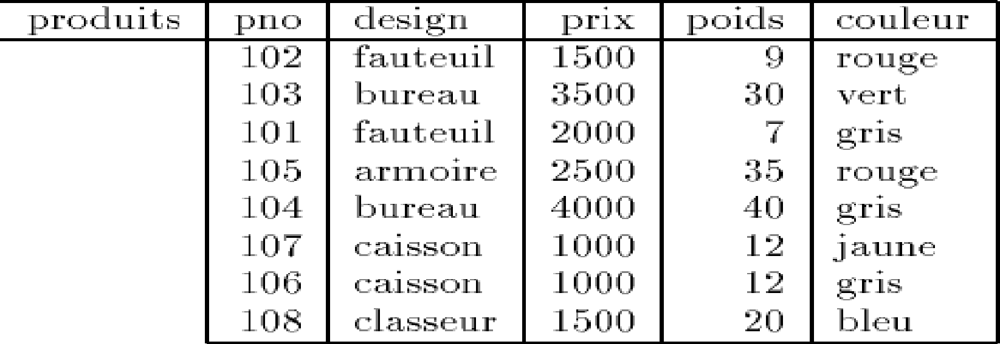 produits pno design prix poids couleur
102 fauteuil 1500 9 rouge
103 bureau 3500 30 vert
101 fauteuil 2000 7 gris
105 armoire 2500 35 rouge
104 bureau 4000 40 gris
107 caisson 1000 12 jaune
106 caisson 1000 12 gris
108 classeur 1500 20 bleu